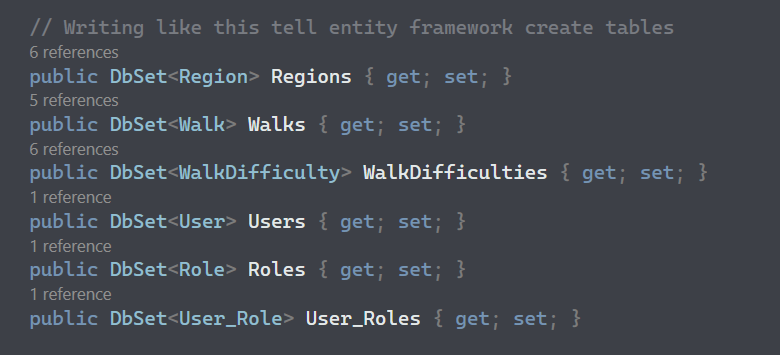 // Writing like this tell entity framework create tables
6 references
public DbSet<Region> Regions { get; set; }
5 references
public DbSet<Walk> Walks { get; set; }
6 references
public DbSet<WalkDifficulty> WalkDifficulties { get; set; }
1 reference
public DbSet<User> Users { get; set; }
1 reference
public DbSet<Role> Roles { get; set; }
1 reference
public DbSet<User_Role> User_Roles { get; set; }